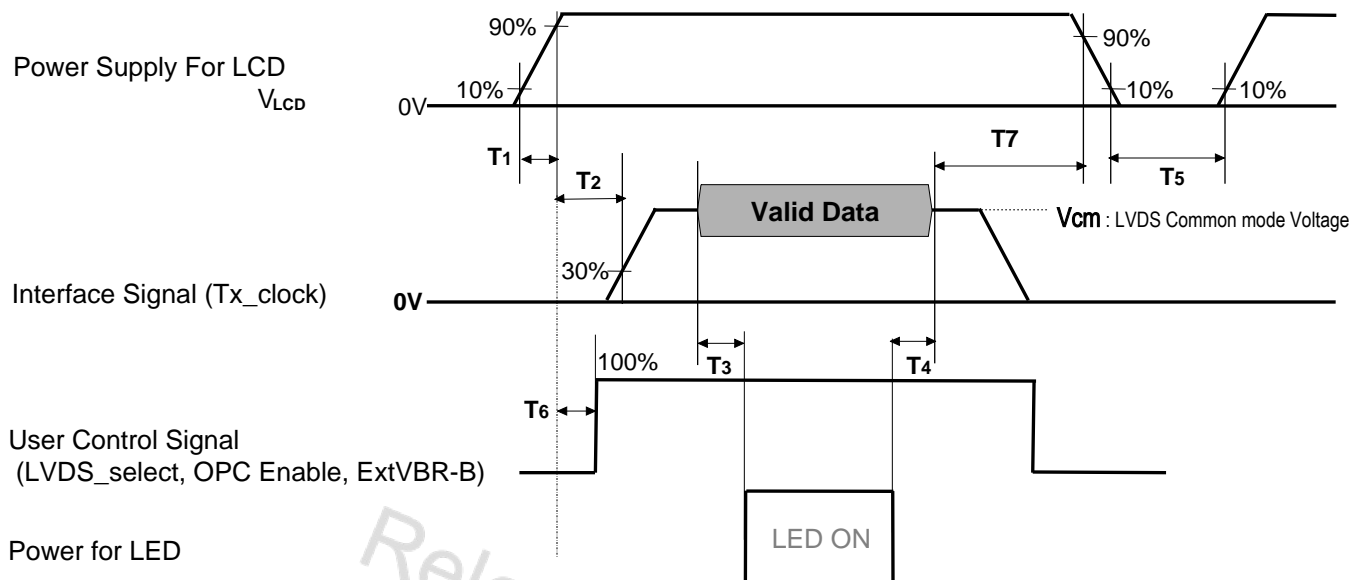 90%
90%
Power Supply For LCD
VLCD
10%
10%
10%
0V
T1
T2
T7
T5
Valid Data
Vcm : LVDS Common mode Voltage
30%
Interface Signal (Tx_clock)
0V
T3
T4
100%
T6
User Control Signal
(LVDS_select, OPC Enable, ExtVBR-B)
LED ON
Power for LED